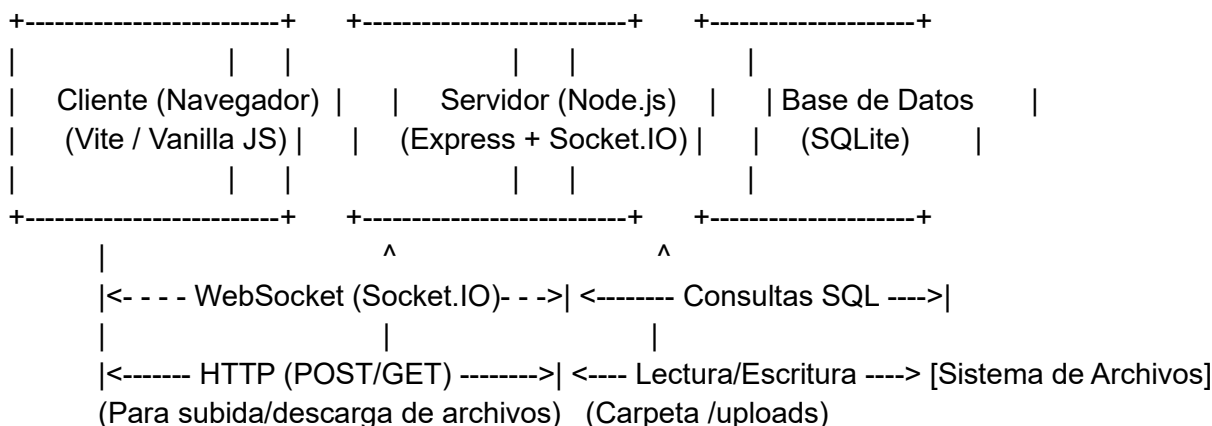 +--------------------------+ +---------------------------+ +---------------------+
| | | | | |
| Cliente (Navegador) | | Servidor (Node.js) | | Base de Datos |
| (Vite / Vanilla JS) | | (Express + Socket.IO) | | (SQLite) |
| | | | | |
+--------------------------+ +---------------------------+ +---------------------+
| ^ ^
|<- - - - WebSocket (Socket.IO)- - ->| <-------- Consultas SQL ---->|
| | |
|<------- HTTP (POST/GET) -------->| <---- Lectura/Escritura ----> [Sistema de Archivos]
(Para subida/descarga de archivos) (Carpeta /uploads)